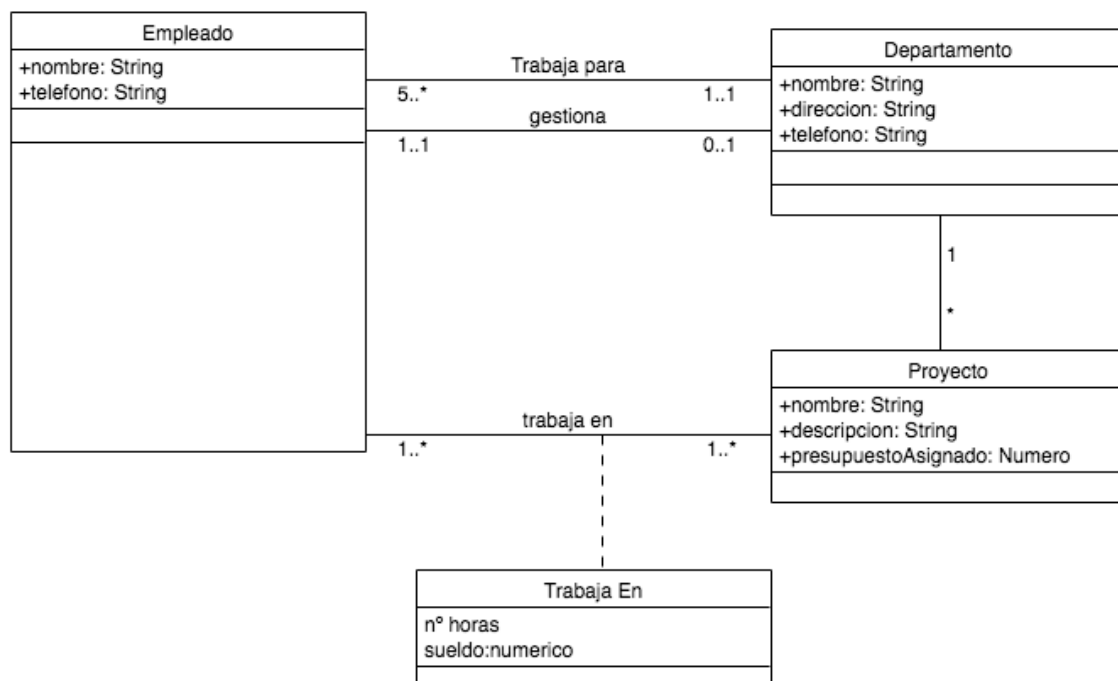 Empleado
+nombre: String
+telefono: String
Trabaja para
5..*
1..1
gestiona
1..1
0..1
Departamento
+nombre: String
+direccion: String
+telefono: String
1
*
Proyecto
+nombre: String
+descripcion: String
+presupuestoAsignado: Numero
trabaja en
1..*
1..*
Trabaja En
nº horas
sueldo:numerico